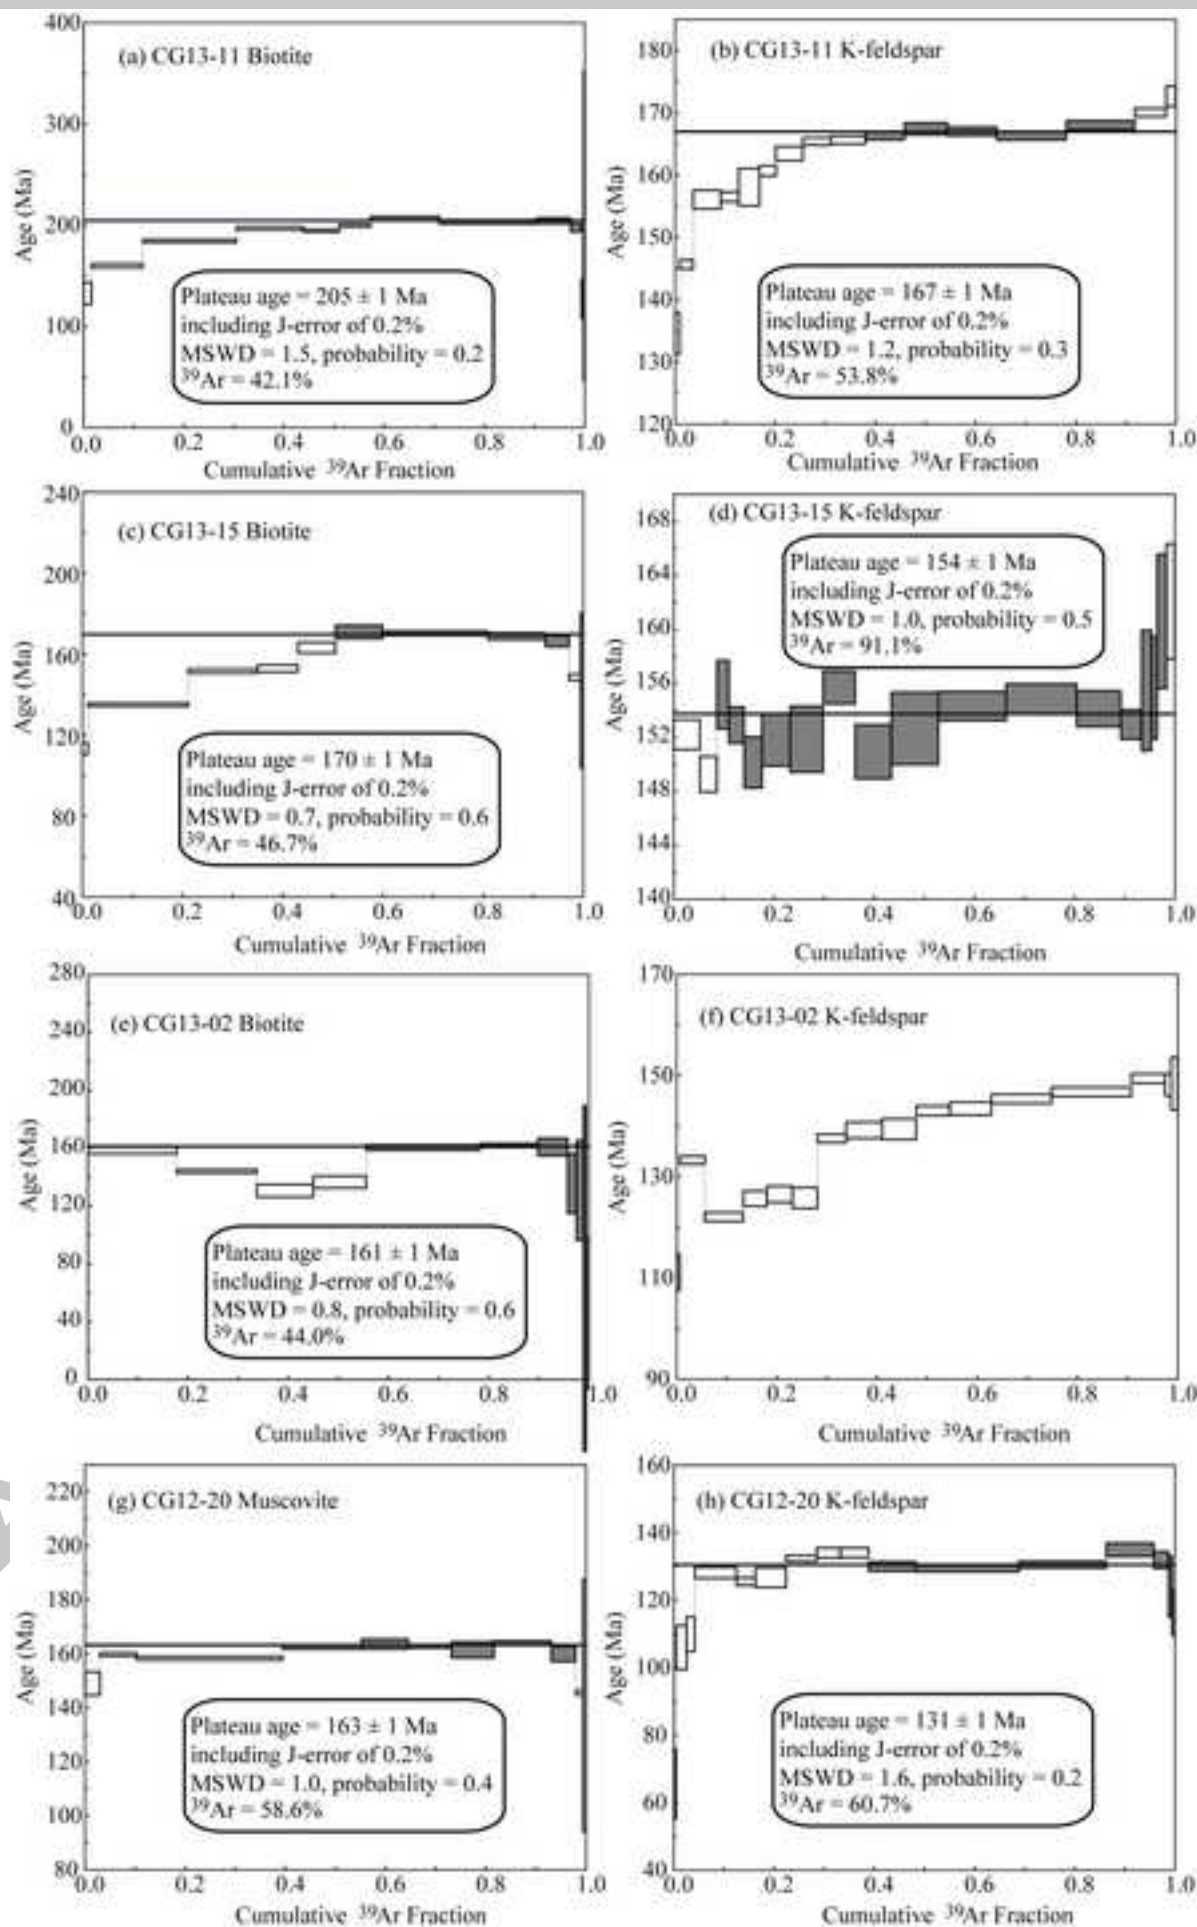 (a) CG13-11 Biotite
400
300
200
100
0
Age (Ma)
Plateau age = 205 ± 1 Ma
including J-error of 0.2%
MSWD = 1.5, probability = 0.2
³⁹Ar = 42.1%
0.0 0.2 0.4 0.6 0.8 1.0
Cumulative ³⁹Ar Fraction
(b) CG13-11 K-feldspar
180
170
160
150
140
130
120
Age (Ma)
Plateau age = 167 ± 1 Ma
including J-error of 0.2%
MSWD = 1.2, probability = 0.3
³⁹Ar = 53.8%
0.0 0.2 0.4 0.6 0.8 1.0
Cumulative ³⁹Ar Fraction
(c) CG13-15 Biotite
240
200
160
120
80
40
Age (Ma)
Plateau age = 170 ± 1 Ma
including J-error of 0.2%
MSWD = 0.7, probability = 0.6
³⁹Ar = 46.7%
0.0 0.2 0.4 0.6 0.8 1.0
Cumulative ³⁹Ar Fraction
(d) CG13-15 K-feldspar
168
164
160
156
152
148
144
140
Age (Ma)
Plateau age = 154 ± 1 Ma
including J-error of 0.2%
MSWD = 1.0, probability = 0.5
³⁹Ar = 91.1%
0.0 0.2 0.4 0.6 0.8 1.0
Cumulative ³⁹Ar Fraction
(e) CG13-02 Biotite
280
240
200
160
120
80
40
0
Age (Ma)
Plateau age = 161 ± 1 Ma
including J-error of 0.2%
MSWD = 0.8, probability = 0.6
³⁹Ar = 44.0%
0.0 0.2 0.4 0.6 0.8 1.0
Cumulative ³⁹Ar Fraction
(f) CG13-02 K-feldspar
170
150
130
110
90
Age (Ma)
0.0 0.2 0.4 0.6 0.8 1.0
Cumulative ³⁹Ar Fraction
(g) CG12-20 Muscovite
220
200
180
160
140
120
100
80
Age (Ma)
Plateau age = 163 ± 1 Ma
including J-error of 0.2%
MSWD = 1.0, probability = 0.4
³⁹Ar = 58.6%
0.0 0.2 0.4 0.6 0.8 1.0
Cumulative ³⁹Ar Fraction
(h) CG12-20 K-feldspar
160
140
120
100
80
60
40
Age (Ma)
Plateau age = 131 ± 1 Ma
including J-error of 0.2%
MSWD = 1.6, probability = 0.2
³⁹Ar = 60.7%
0.0 0.2 0.4 0.6 0.8 1.0
Cumulative ³⁹Ar Fraction